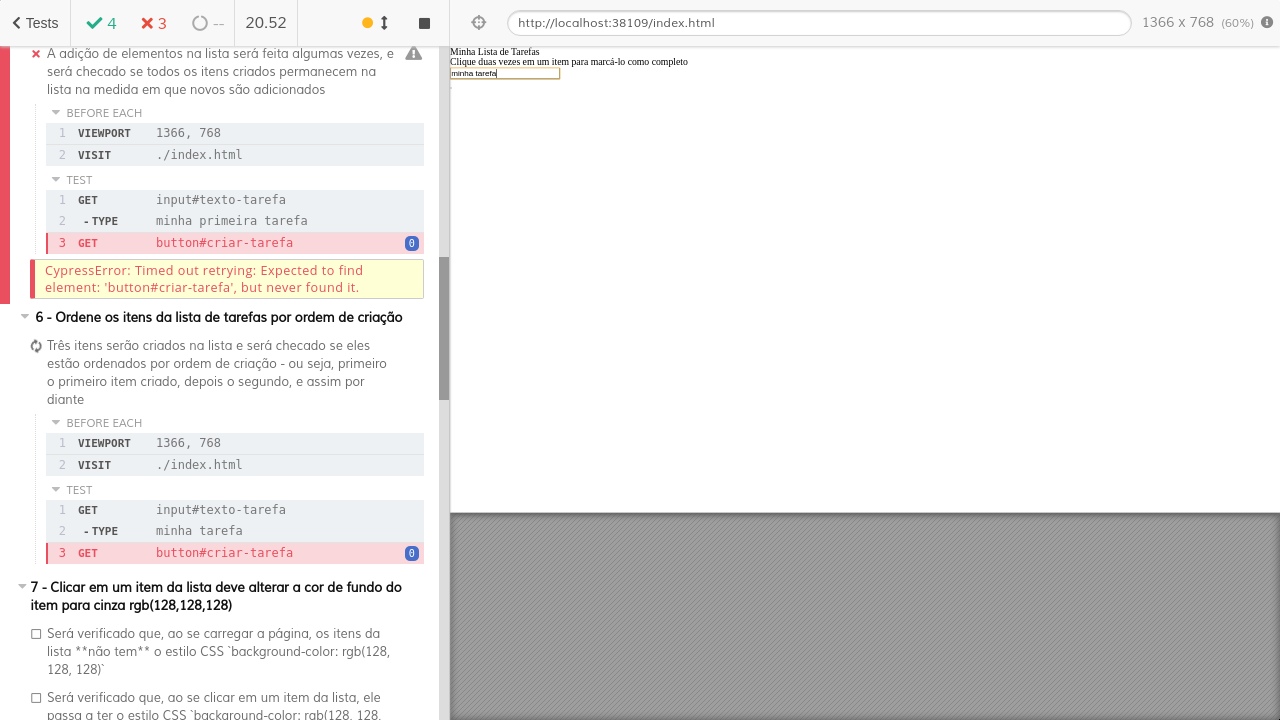 Tests
4
3
--
20.52
http://localhost:38109/index.html
1366 x 768 (60%)
A adição de elementos na lista será feita algumas vezes, e
será checado se todos os itens criados permanecem na
lista na medida em que novos são adicionados
BEFORE EACH
1 VIEWPORT 1366, 768
2 VISIT ./index.html
TEST
1 GET input#texto-tarefa
2 -TYPE minha primeira tarefa
3 GET button#criar-tarefa 0
CypressError: Timed out retrying: Expected to find
element: 'button#criar-tarefa', but never found it.
6 - Ordene os itens da lista de tarefas por ordem de criação
Três itens serão criados na lista e será checado se eles
estão ordenados por ordem de criação - ou seja, primeiro
o primeiro item criado, depois o segundo, e assim por
diante
BEFORE EACH
1 VIEWPORT 1366, 768
2 VISIT ./index.html
TEST
1 GET input#texto-tarefa
2 -TYPE minha tarefa
3 GET button#criar-tarefa 0
7 - Clicar em um item da lista deve alterar a cor de fundo do
item para cinza rgb(128,128,128)
Será verificado que, ao se carregar a página, os itens da
lista **não tem** o estilo CSS `background-color: rgb(128,
128, 128)`
Será verificado que, ao se clicar em um item da lista, ele
passa a ter o estilo CSS `background-color: rgb(128, 128,
Minha Lista de Tarefas
Clique duas vezes em um item para marcá-lo como completo
minha tarefa